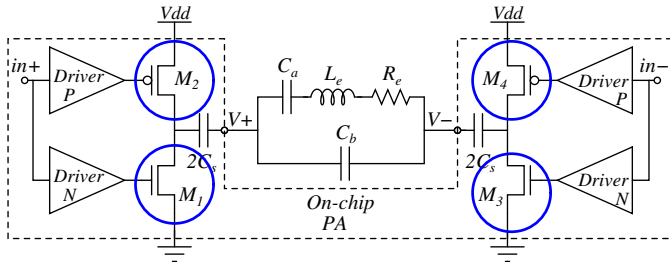 Vdd
Vdd
in+
Driver
P
M2
Ca
Le
Re
M4
Driver
P
in−
V+
Cb
V−
2Cs
2Cs
Driver
N
M1
On-chip
PA
M3
Driver
N